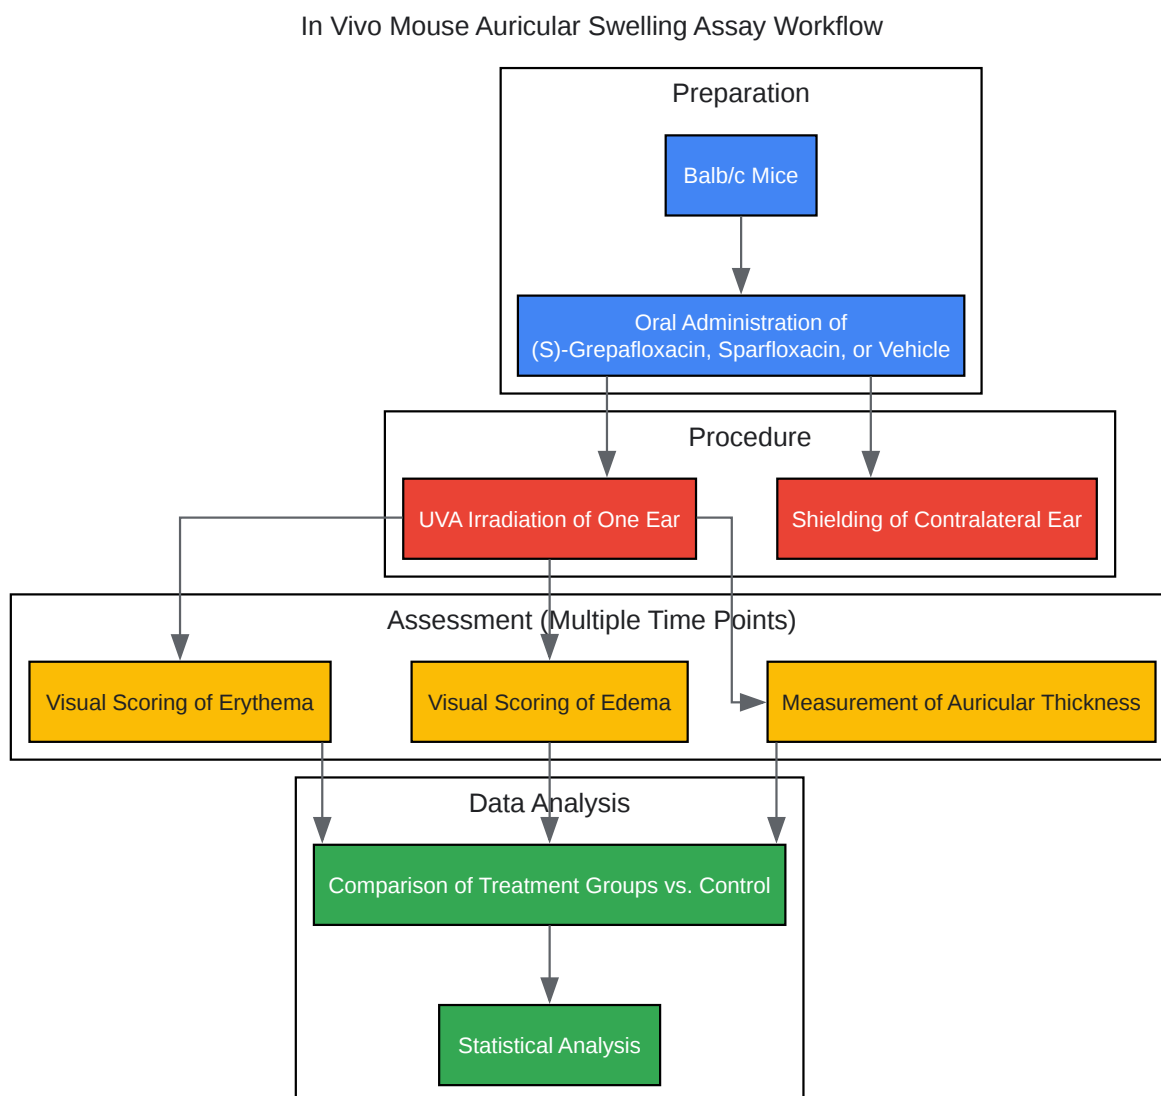 In Vivo Mouse Auricular Swelling Assay Workflow
Preparation
Balb/c Mice
Oral Administration of
(S)-Grepafloxacin, Sparfloxacin, or Vehicle
Procedure
UVA Irradiation of One Ear
Shielding of Contralateral Ear
Assessment (Multiple Time Points)
Visual Scoring of Erythema
Visual Scoring of Edema
Measurement of Auricular Thickness
Data Analysis
Comparison of Treatment Groups vs. Control
Statistical Analysis